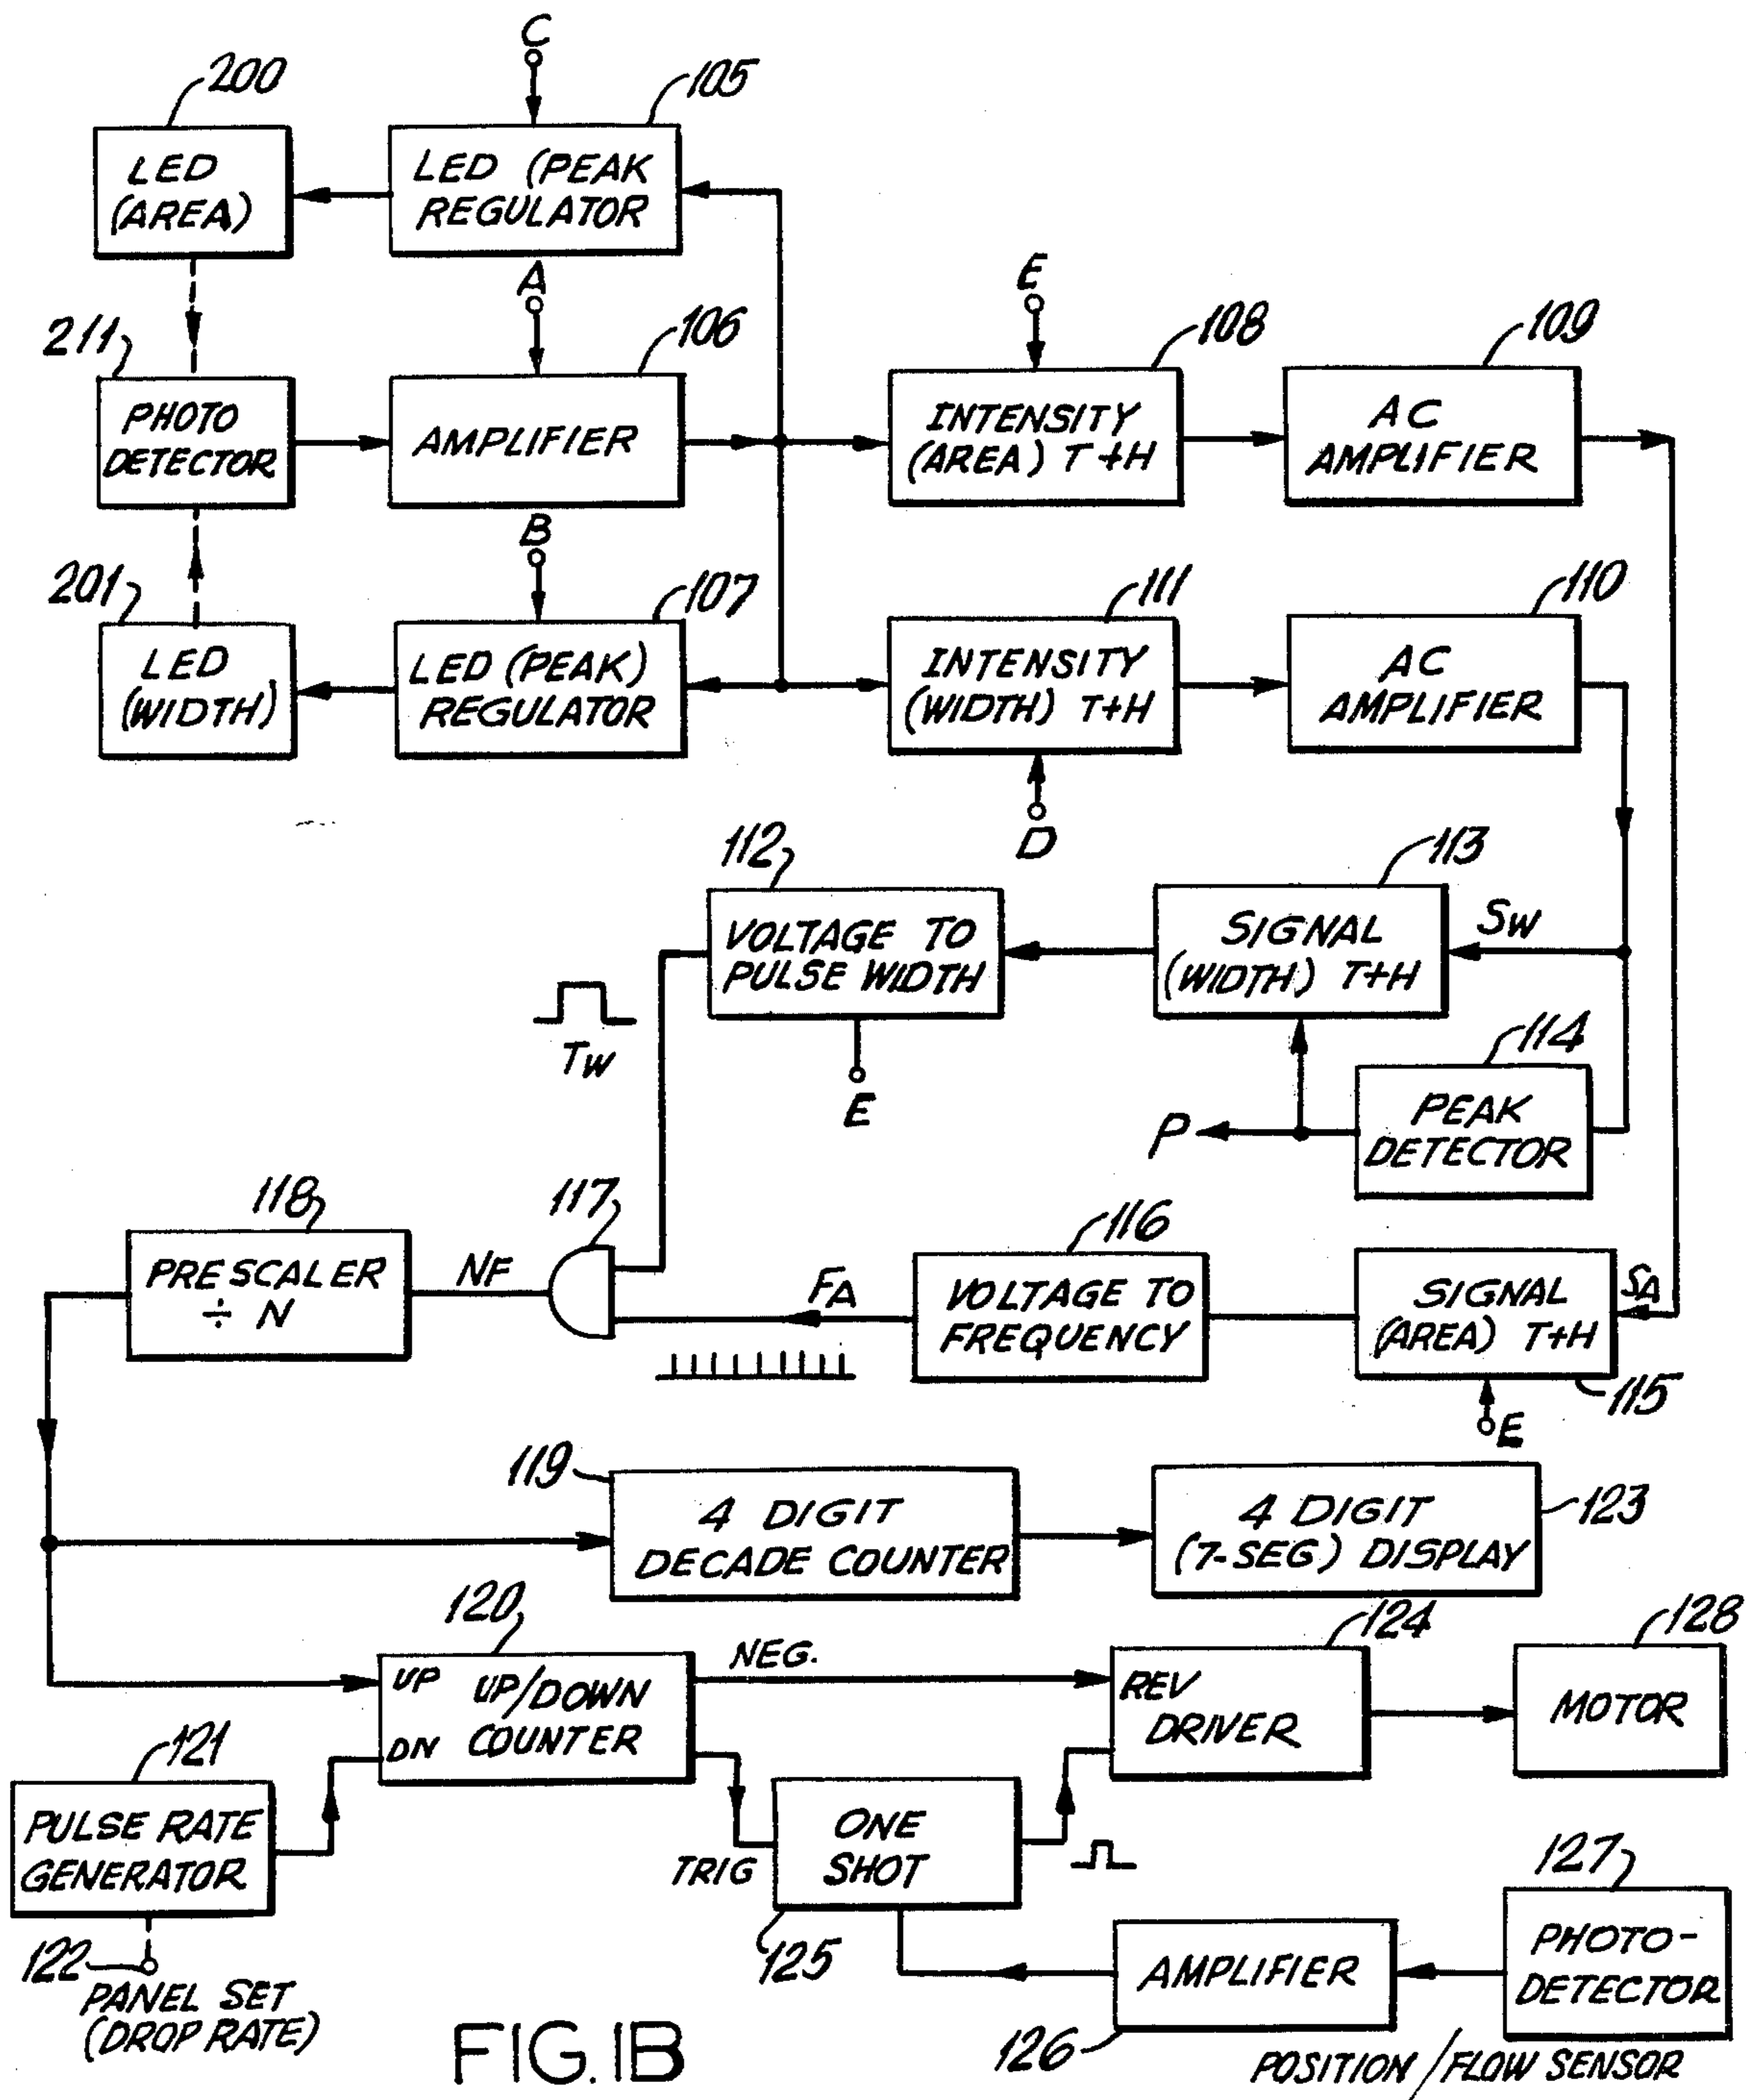 C
200
105
LED
(AREA)
LED (PEAK
REGULATOR
A
E
211
106
108
109
PHOTO
DETECTOR
AMPLIFIER
INTENSITY
(AREA) T+H
AC
AMPLIFIER
B
201
107
111
110
LED
(WIDTH)
LED (PEAK)
REGULATOR
INTENSITY
(WIDTH) T+H
AC
AMPLIFIER
D
112
113
VOLTAGE TO
PULSE WIDTH
SIGNAL
(WIDTH) T+H
SW
TW
E
114
P
PEAK
DETECTOR
118
117
116
PRESCALER
÷ N
NF
FA
VOLTAGE TO
FREQUENCY
SIGNAL
(AREA) T+H
SA
115
E
119
4 DIGIT
DECADE COUNTER
4 DIGIT
(7-SEG) DISPLAY
123
120
NEG.
124
128
UP
UP/DOWN
COUNTER
DN
REV
DRIVER
MOTOR
121
PULSE RATE
GENERATOR
TRIG
ONE
SHOT
127
122
125
AMPLIFIER
PHOTO-
DETECTOR
PANEL SET
(DROP RATE)
FIG. 1B
126
POSITION/FLOW SENSOR